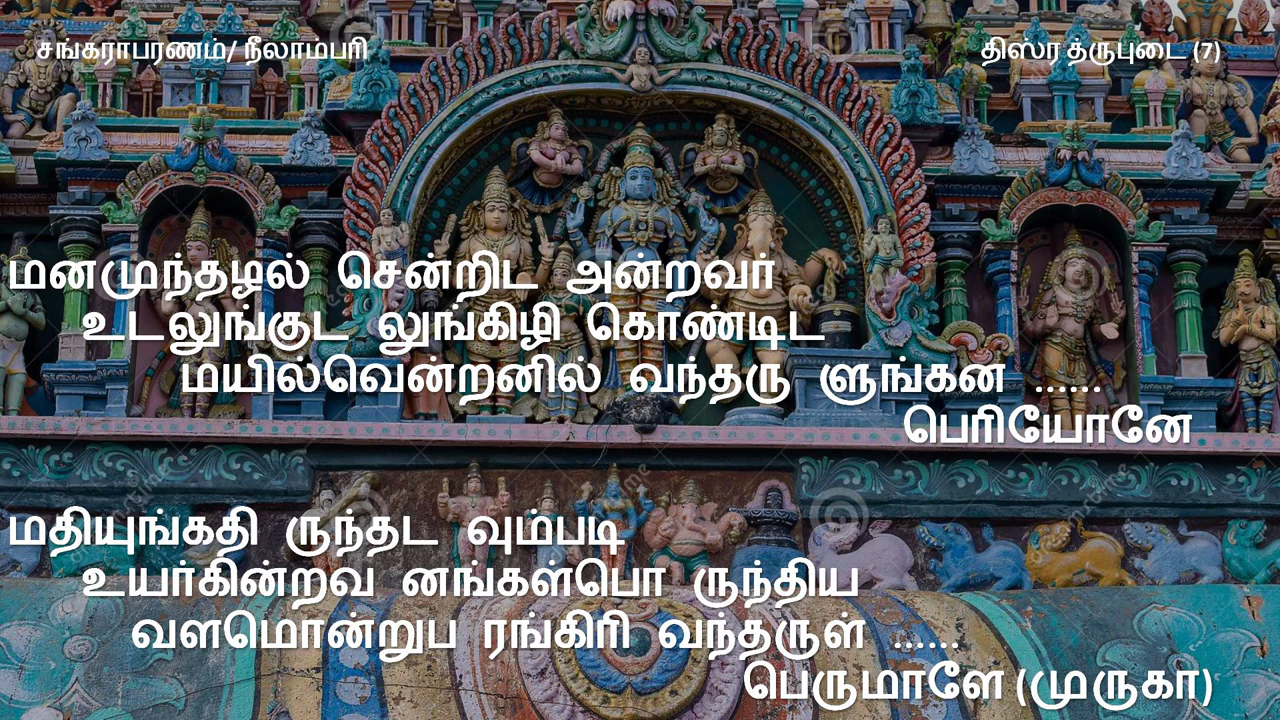 சங்கராபரணம்/ நீலாம்பரி
திஸ்ர த்ருபுடை (7)
மனமுந்தழல் சென்றிட அன்றவர்
உடலுங்குட லுங்கிழி கொண்டிட
மயில்வென்றனில் வந்தரு ளுங்கன ......
பெரியோனே
மதியுங்கதி ருந்தட வும்படி
உயர்கின்றவ னங்கள்பொ ருந்திய
வளமொன்றுப ரங்கிரி வந்தருள் ......
பெருமாளே (முருகா)